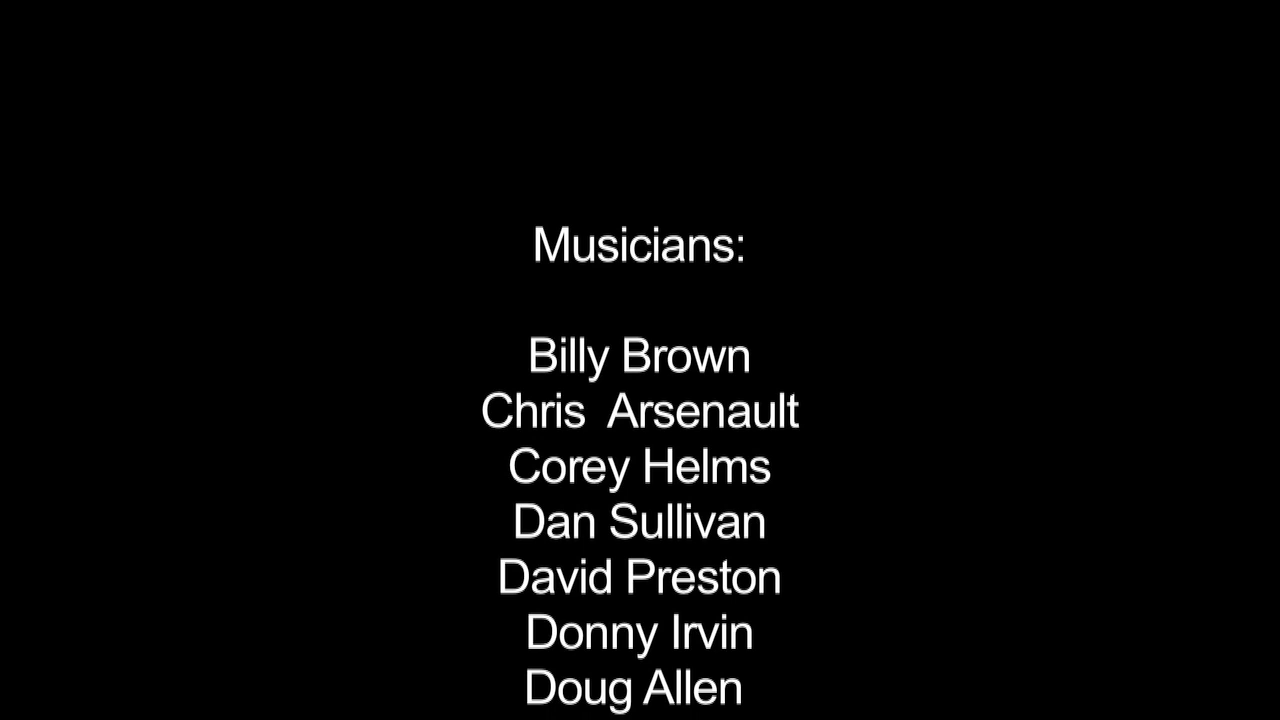 Musicians:
Billy Brown
Chris  Arsenault
Corey Helms
Dan Sullivan
David Preston
Donny Irvin
Doug Allen